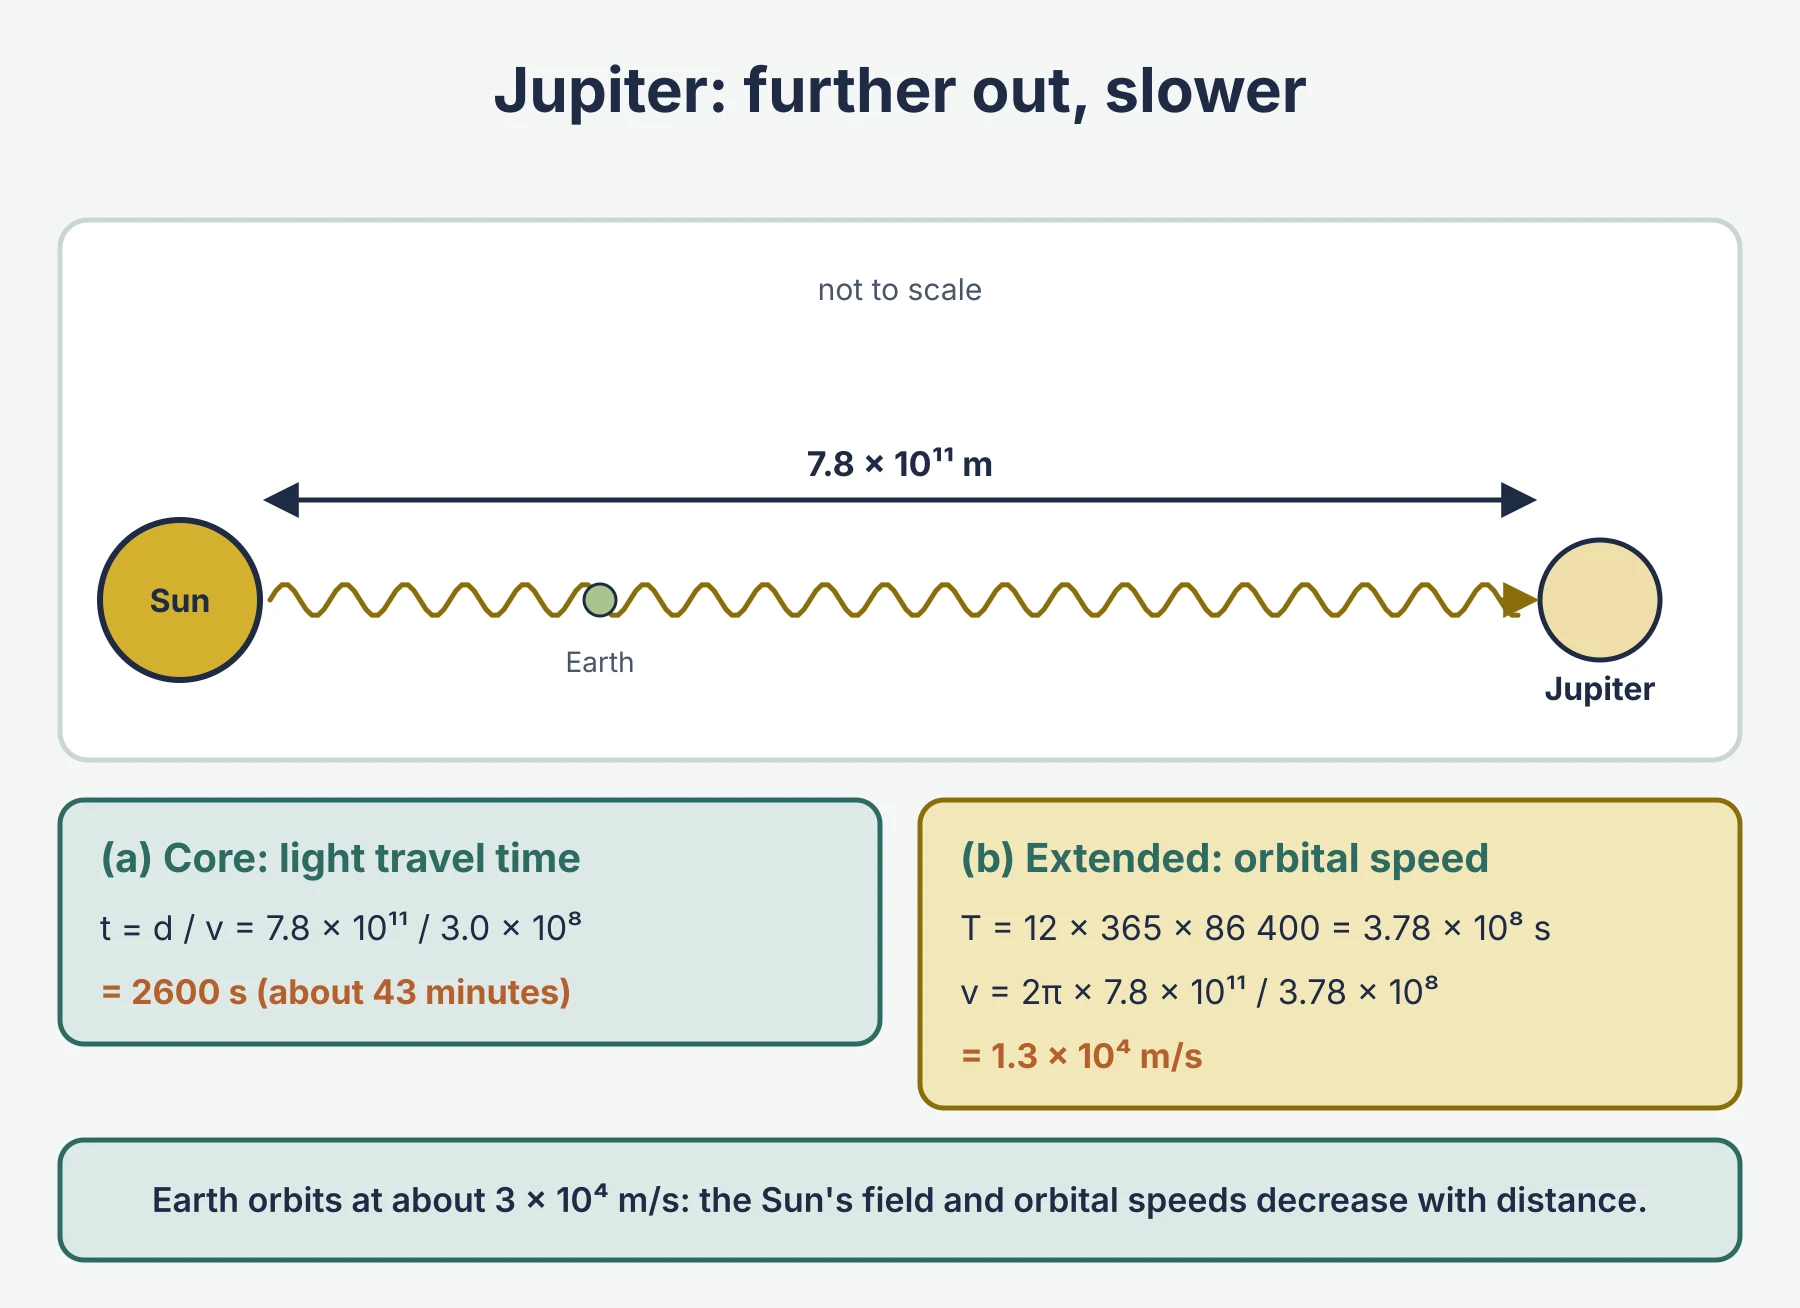 Jupiter: further out, slower
not to scale
7.8 × 10¹¹ m
Sun
Earth
Jupiter
(a) Core: light travel time
t = d / v = 7.8 × 10¹¹ / 3.0 × 10⁸
= 2600 s (about 43 minutes)
(b) Extended: orbital speed
T = 12 × 365 × 86 400 = 3.78 × 10⁸ s
v = 2π × 7.8 × 10¹¹ / 3.78 × 10⁸
= 1.3 × 10⁴ m/s
Earth orbits at about 3 × 10⁴ m/s: the Sun's field and orbital speeds decrease with distance.